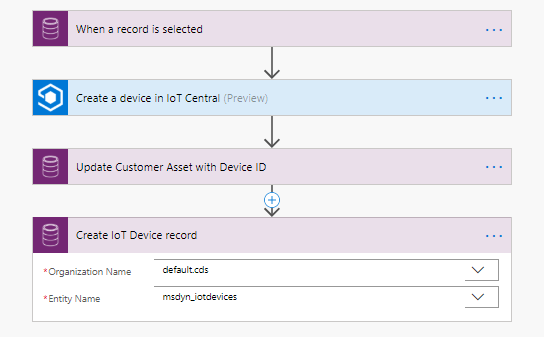 When a record is selected
Create a device in IoT Central (Preview)
Update Customer Asset with Device ID
Create IoT Device record
*Organization Name default.cds
*Entity Name msdyn_iotdevices